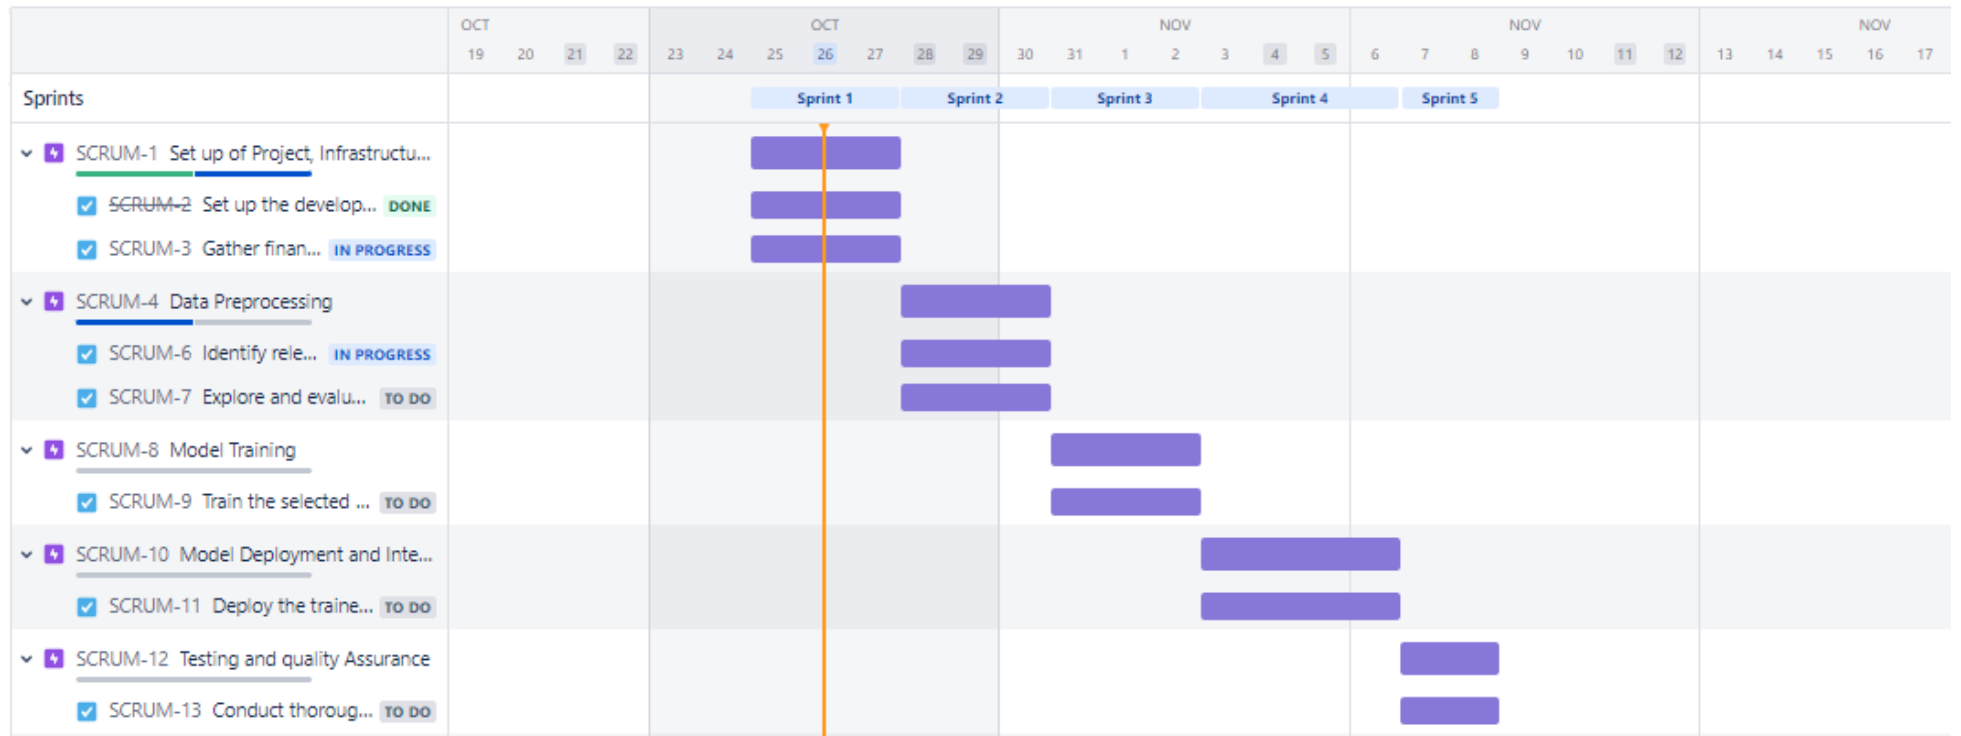 OCT OCT NOV NOV NOV
19 20 21 22 23 24 25 26 27 28 29 30 31 1 2 3 4 5 6 7 8 9 10 11 12 13 14 15 16 17
Sprints Sprint 1 Sprint 2 Sprint 3 Sprint 4 Sprint 5
SCRUM-1 Set up of Project, Infrastructu...
SCRUM-2 Set up the develop... DONE
SCRUM-3 Gather finan... IN PROGRESS
SCRUM-4 Data Preprocessing
SCRUM-6 Identify rele... IN PROGRESS
SCRUM-7 Explore and evalu... TO DO
SCRUM-8 Model Training
SCRUM-9 Train the selected ... TO DO
SCRUM-10 Model Deployment and Inte...
SCRUM-11 Deploy the traine... TO DO
SCRUM-12 Testing and quality Assurance
SCRUM-13 Conduct thoroug... TO DO